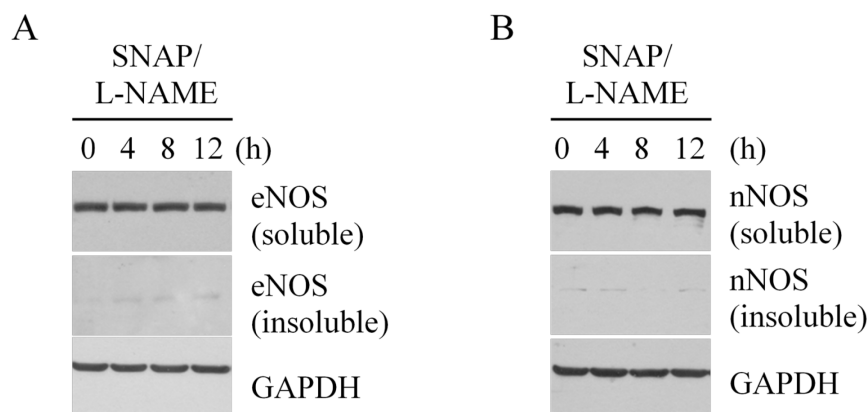 A
SNAP/
L-NAME
0 4 8 12 (h)
eNOS
(soluble)
eNOS
(insoluble)
GAPDH
B
SNAP/
L-NAME
0 4 8 12 (h)
nNOS
(soluble)
nNOS
(insoluble)
GAPDH